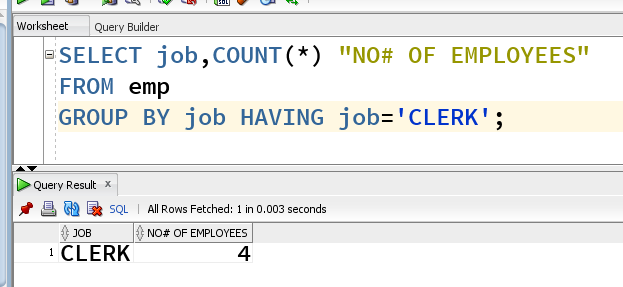 Worksheet Query Builder
SELECT job,COUNT(*) "NO# OF EMPLOYEES"
FROM emp
GROUP BY job HAVING job='CLERK';
Query Result x
SQL | All Rows Fetched: 1 in 0.003 seconds
JOB NO# OF EMPLOYEES
1 CLERK 4